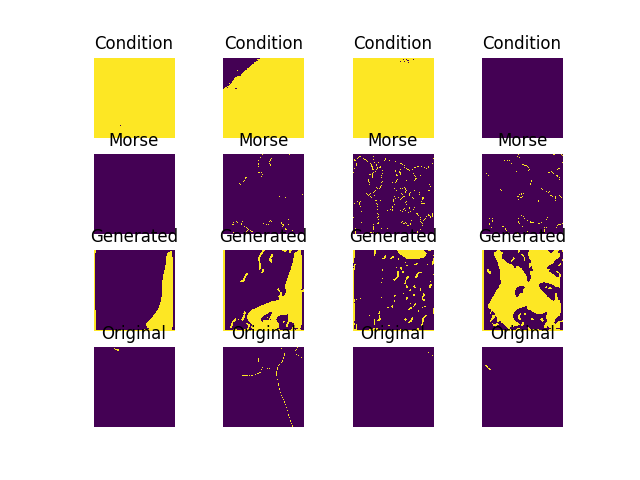 Condition Condition Condition Condition
Morse Morse Morse Morse
Generated Generated Generated Generated
Original Original Original Original